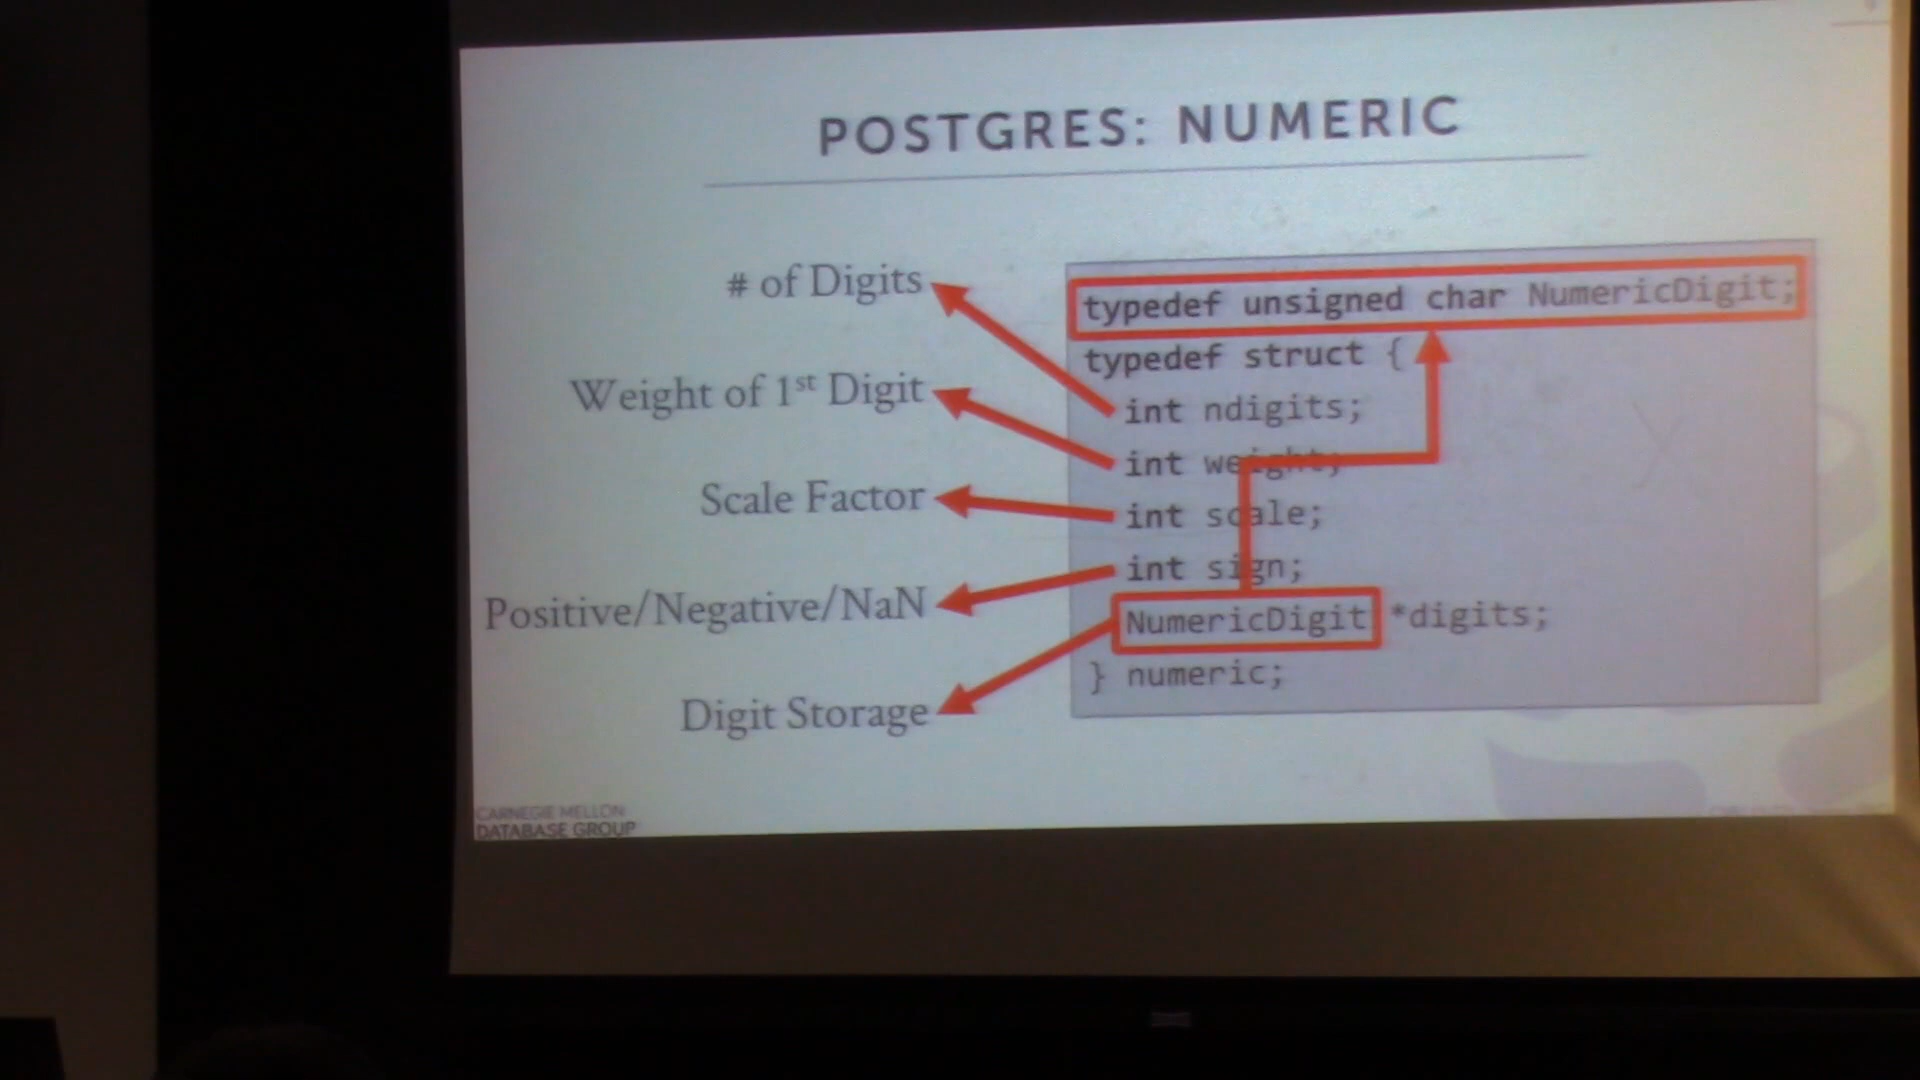 POSTGRES: NUMERIC
# of Digits
Weight of 1st Digit
Scale Factor
Positive/Negative/NaN
Digit Storage
typedef unsigned char NumericDigit;
typedef struct {
int ndigits;
int weight;
int scale;
int sign;
NumericDigit *digits;
} numeric;
CARNEGIE MELLON
DATABASE GROUP